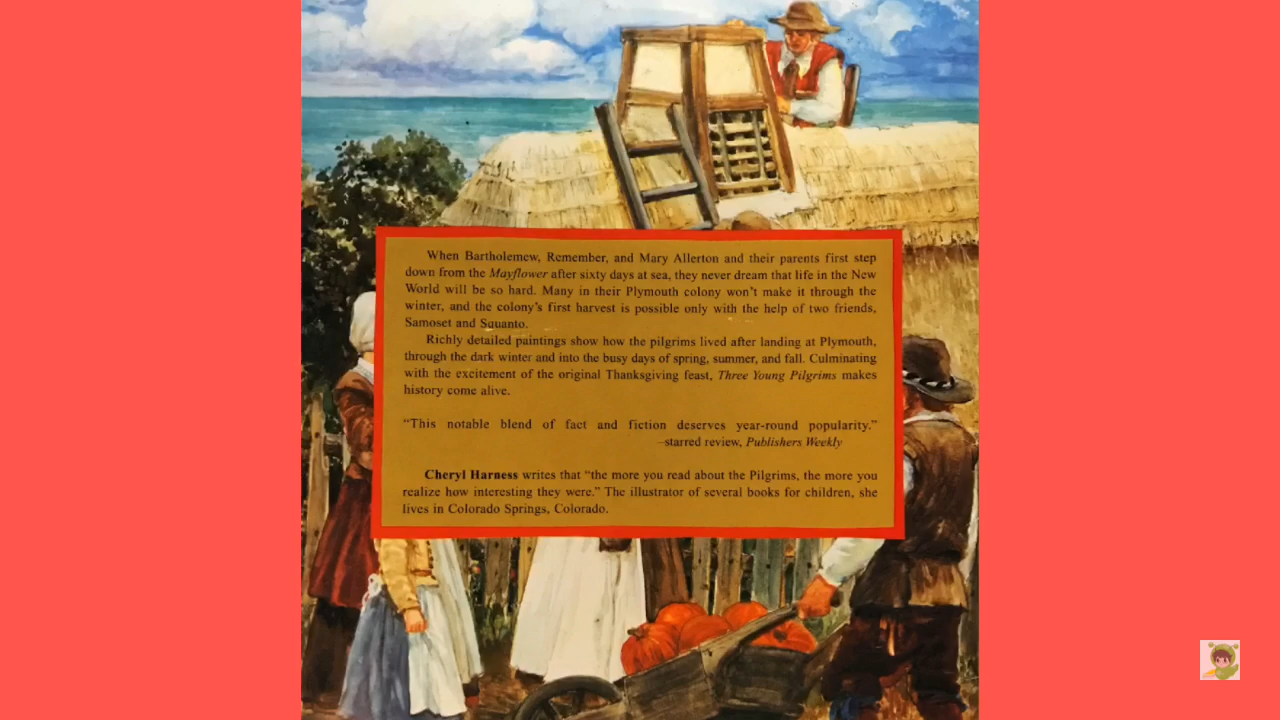 When Bartholemew, Remember, and Mary Allerton and their parents first step
down from the Mayflower after sixty days at sea, they never dream that life in the New
World will be so hard. Many in their Plymouth colony won't make it through the
winter, and the colony's first harvest is possible only with the help of two friends,
Samoset and Squanto.
Richly detailed paintings show how the pilgrims lived after landing at Plymouth,
through the dark winter and into the busy days of spring, summer, and fall. Culminating
with the excitement of the original Thanksgiving feast, Three Young Pilgrims makes
history come alive.
“This notable blend of fact and fiction deserves year-round popularity.”
–starred review, Publishers Weekly
Cheryl Harness writes that “the more you read about the Pilgrims, the more you
realize how interesting they were.” The illustrator of several books for children, she
lives in Colorado Springs, Colorado.